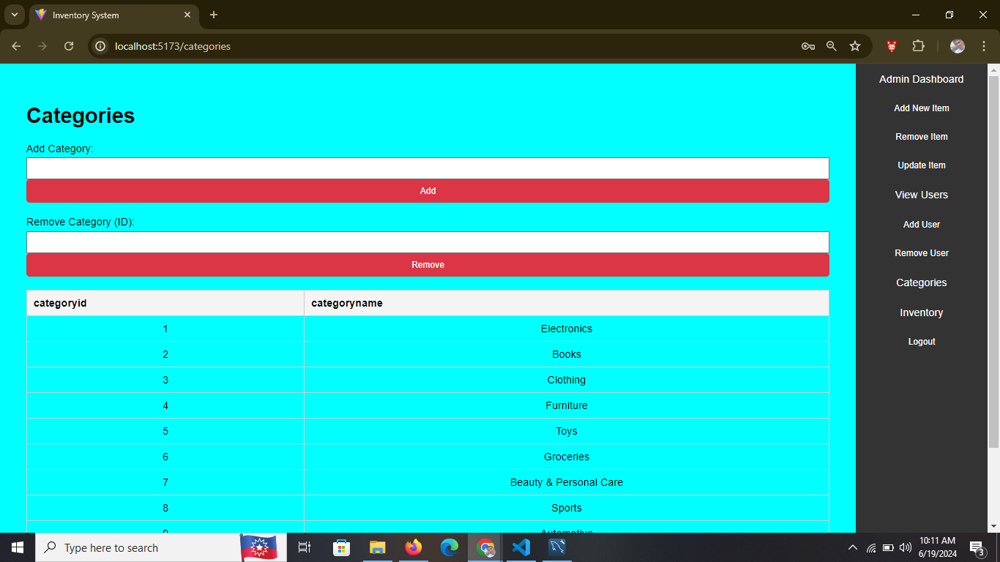 Inventory System
localhost:5173/categories
Categories
Add Category:
Add
Remove Category (ID):
Remove
categoryid categoryname
1 Electronics
2 Books
3 Clothing
4 Furniture
5 Toys
6 Groceries
7 Beauty & Personal Care
8 Sports
9 Automotive
Admin Dashboard
Add New Item
Remove Item
Update Item
View Users
Add User
Remove User
Categories
Inventory
Logout
Type here to search
10:11 AM
6/19/2024
3